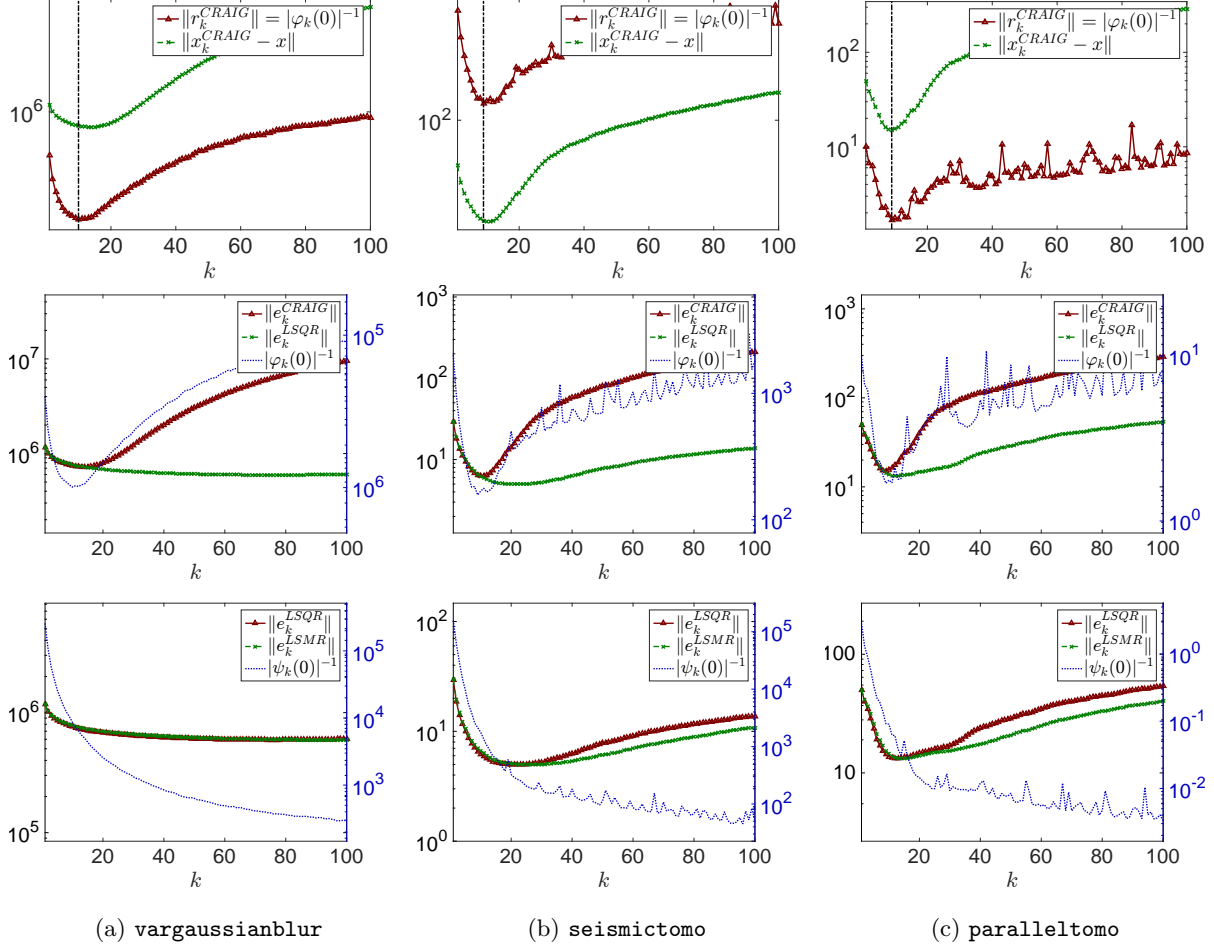 ‖r_k^{CRAIG}‖ = |φ_k(0)|^{-1}
‖x_k^{CRAIG} − x‖
10^6
20 40 60 80 100
k
‖r_k^{CRAIG}‖ = |φ_k(0)|^{-1}
‖x_k^{CRAIG} − x‖
10^2
20 40 60 80 100
k
‖r_k^{CRAIG}‖ = |φ_k(0)|^{-1}
‖x_k^{CRAIG} − x‖
10^2
10^1
20 40 60 80 100
k
‖e_k^{CRAIG}‖
‖e_k^{LSQR}‖
|φ_k(0)|^{-1}
10^7
10^6
10^5
10^6
20 40 60 80 100
k
‖e_k^{CRAIG}‖
‖e_k^{LSQR}‖
|φ_k(0)|^{-1}
10^3
10^2
10^1
10^0
10^3
10^2
20 40 60 80 100
k
‖e_k^{CRAIG}‖
‖e_k^{LSQR}‖
|φ_k(0)|^{-1}
10^3
10^2
10^1
10^1
10^0
20 40 60 80 100
k
‖e_k^{LSQR}‖
‖e_k^{LSMR}‖
|ψ_k(0)|^{-1}
10^6
10^5
10^5
10^4
10^3
20 40 60 80 100
k
‖e_k^{LSQR}‖
‖e_k^{LSMR}‖
|ψ_k(0)|^{-1}
10^2
10^1
10^0
10^5
10^4
10^3
10^2
20 40 60 80 100
k
‖e_k^{LSQR}‖
‖e_k^{LSMR}‖
|ψ_k(0)|^{-1}
100
10
10^0
10^{-1}
10^{-2}
20 40 60 80 100
k
(a) vargaussianblur
(b) seismictomo
(c) paralleltomo